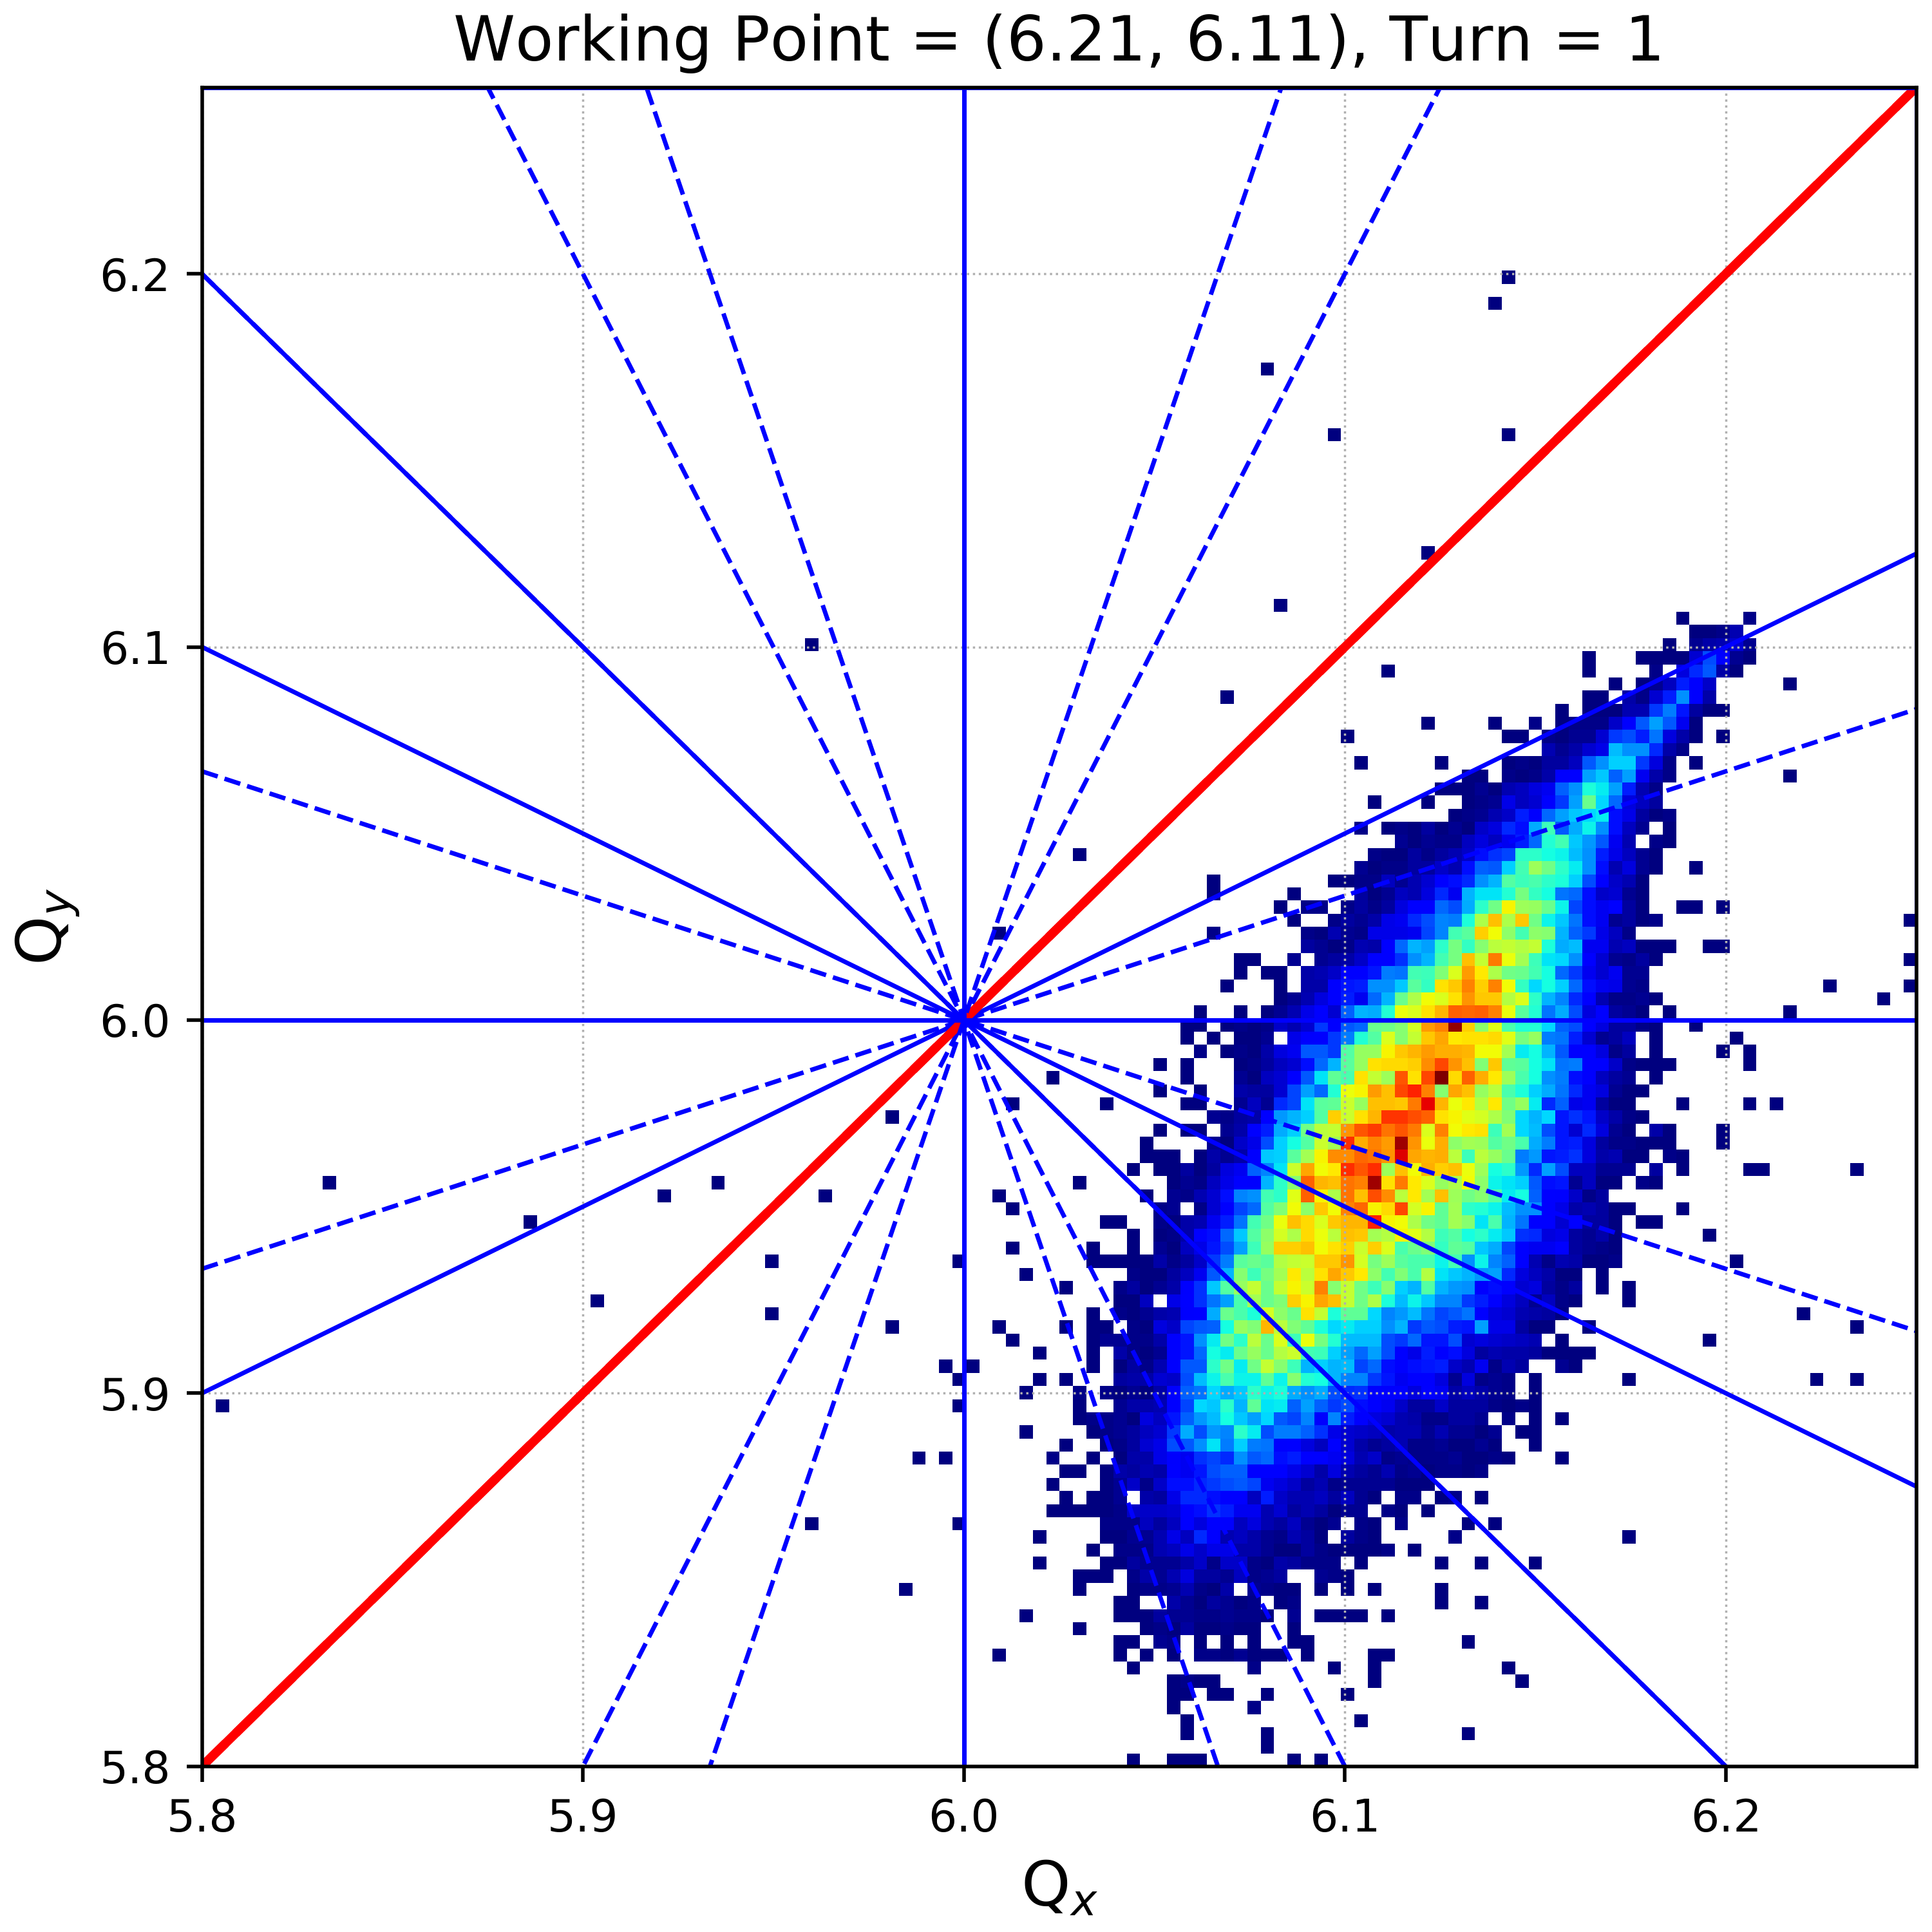 Working Point = (6.21, 6.11), Turn = 1
6.2
6.1
6.0
5.9
5.8
Qy
5.8 5.9 6.0 6.1 6.2
Qx